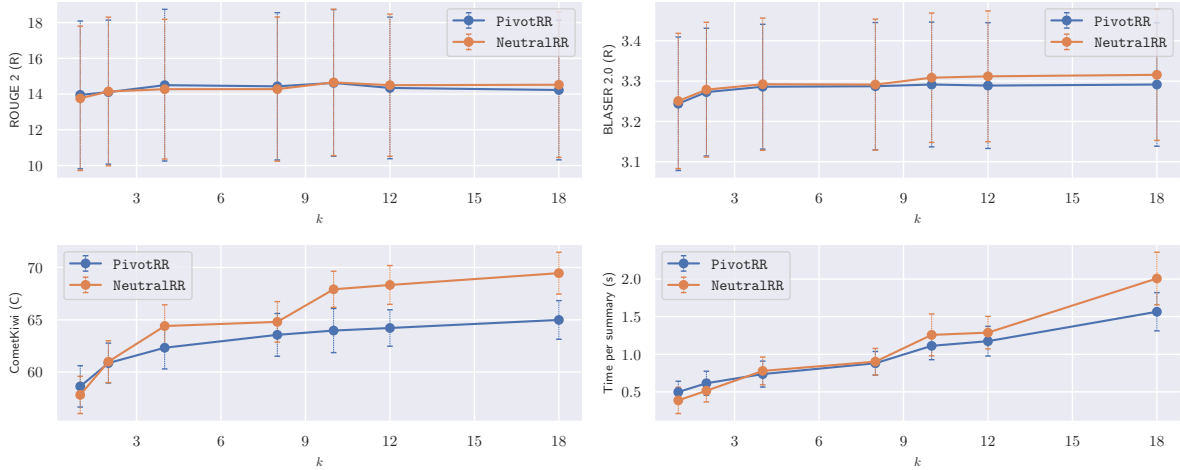 ROUGE 2 (R)
18
16
14
12
10
3
6
9
12
15
18
k
PivotRR
NeutralRR
BLASER 2.0 (R)
3.4
3.3
3.2
3.1
3
6
9
12
15
18
k
PivotRR
NeutralRR
CometKiwi (C)
70
65
60
3
6
9
12
15
18
k
PivotRR
NeutralRR
Time per summary (s)
2.0
1.5
1.0
0.5
3
6
9
12
15
18
k
PivotRR
NeutralRR